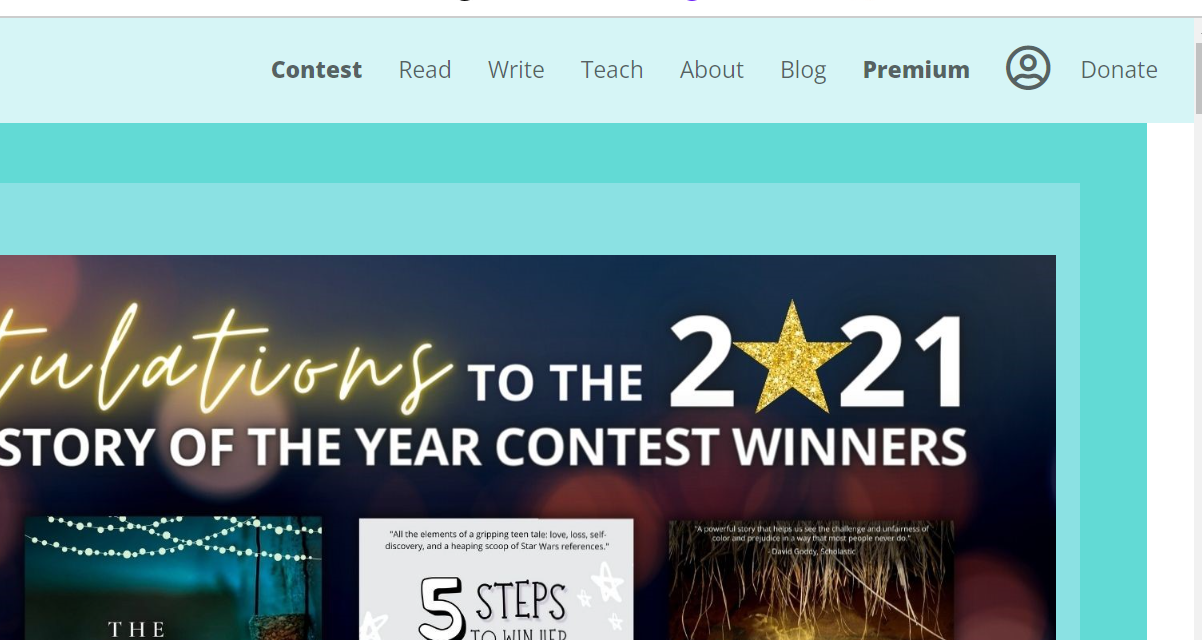 Contest Read Write Teach About Blog Premium Donate
tulations TO THE 2★21
STORY OF THE YEAR CONTEST WINNERS
"All the elements of a gripping teen tale: love, loss, self-
discovery, and a heaping scoop of Star Wars references."
5 STEPS
TO WIN HER
THE
"A powerful story that helps us see the challenge and unfairness of
color and prejudice in a way that most people never do."
- David Goddy, Scholastic